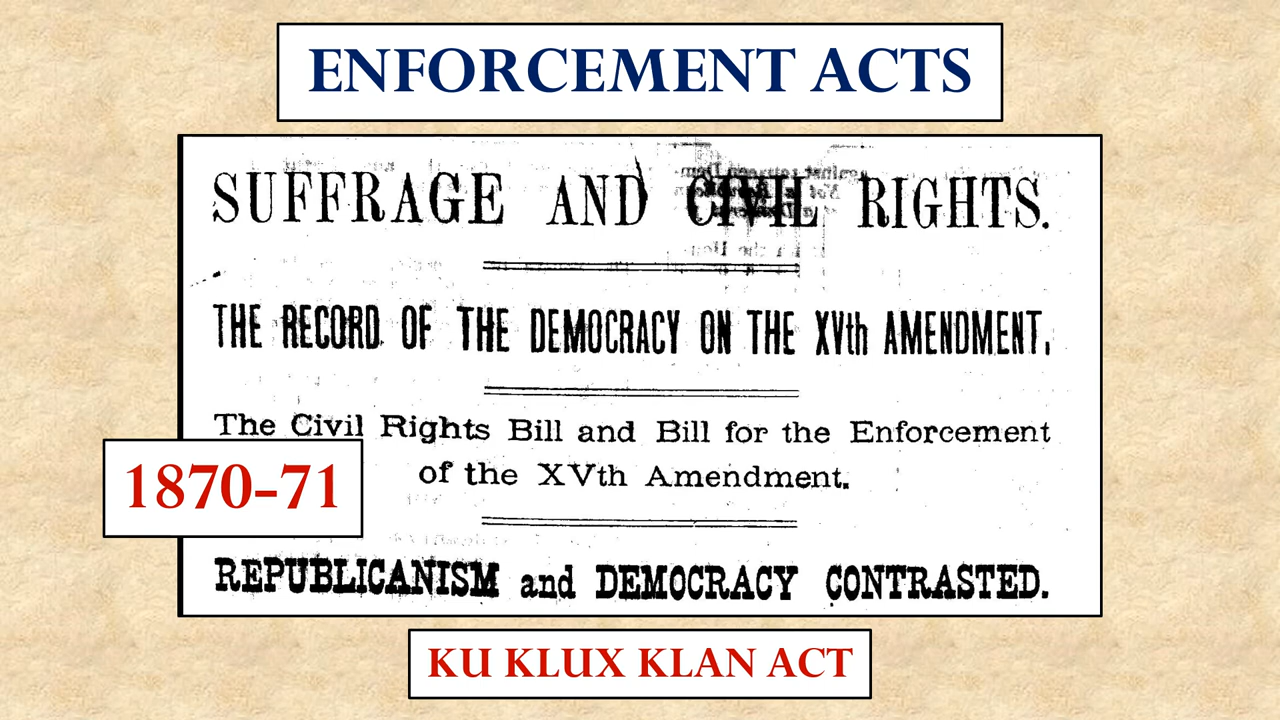 ENFORCEMENT ACTS
SUFFRAGE AND CIVIL RIGHTS.
THE RECORD OF THE DEMOCRACY ON THE XVth AMENDMENT.
The Civil Rights Bill and Bill for the Enforcement
of the XVth Amendment.
1870-71
REPUBLICANISM and DEMOCRACY CONTRASTED.
KU KLUX KLAN ACT